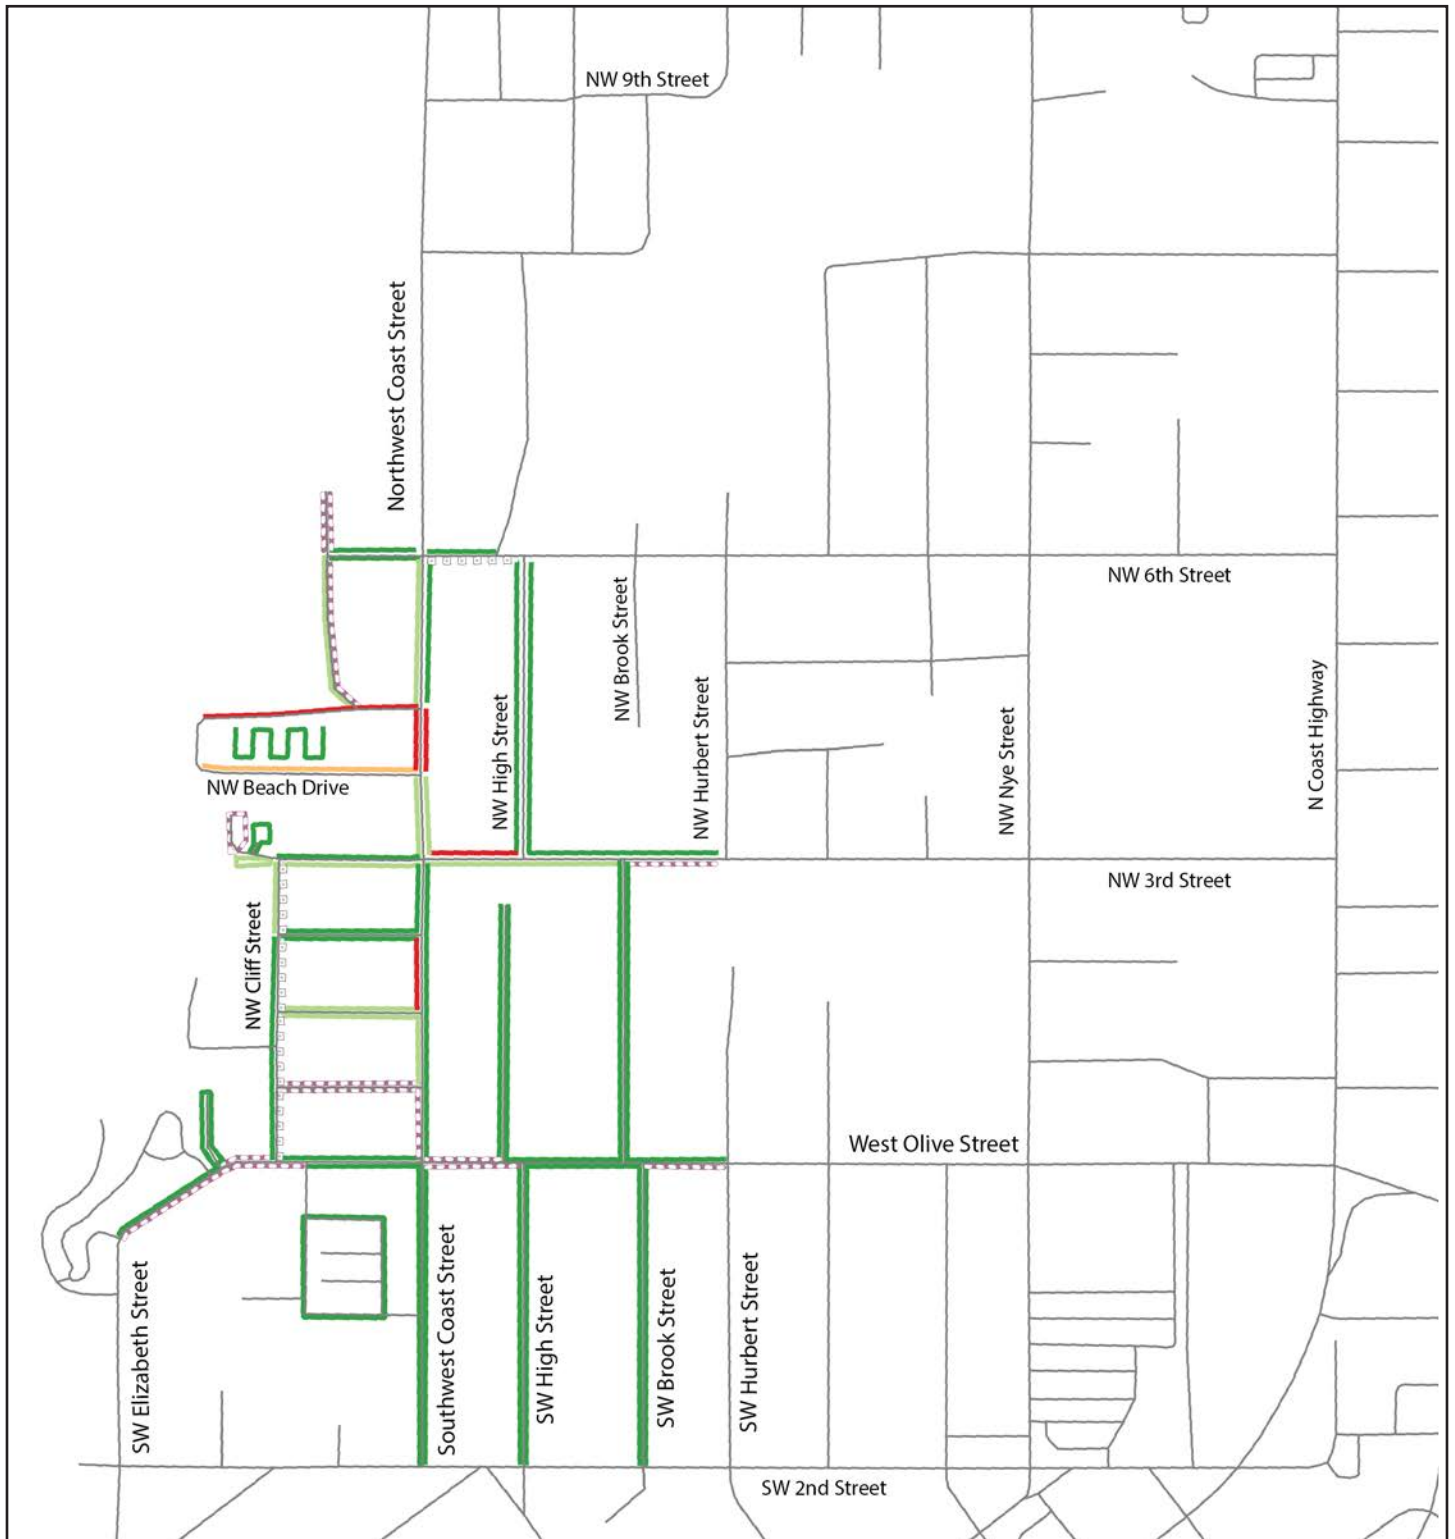 NW 9th Street
Northwest Coast Street
NW 6th Street
NW Brook Street
NW High Street
NW Hurbert Street
NW Nye Street
N Coast Highway
NW Beach Drive
NW 3rd Street
NW Cliff Street
West Olive Street
SW Elizabeth Street
Southwest Coast Street
SW High Street
SW Brook Street
SW Hurbert Street
SW 2nd Street